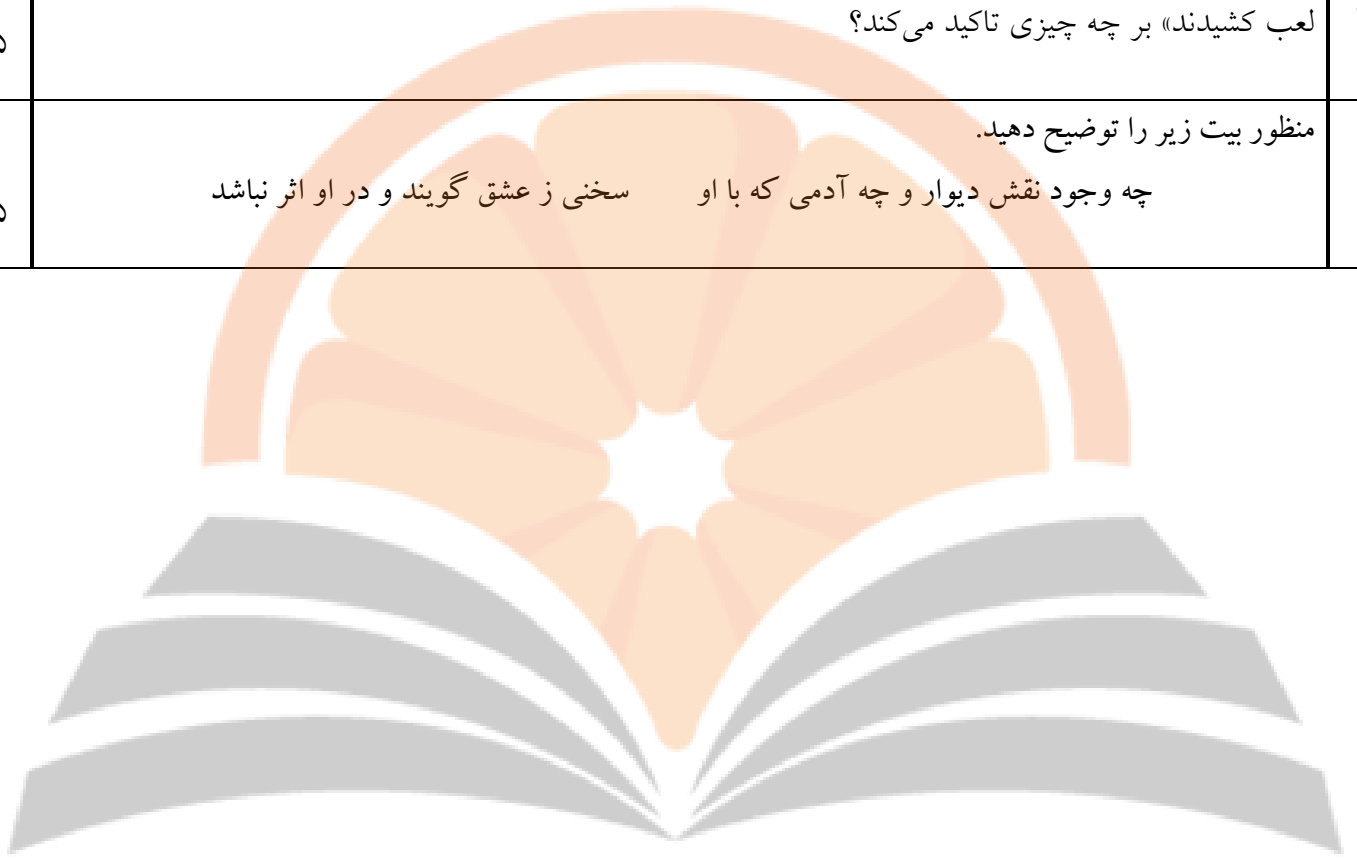 لعب کشیدند» بر چه چیزی تاکید می‌کند؟
منظور بیت زیر را توضیح دهید.
چه وجود نقش دیوار و چه آدمی که با او سخنی ز عشق گویند و در او اثر نباشد